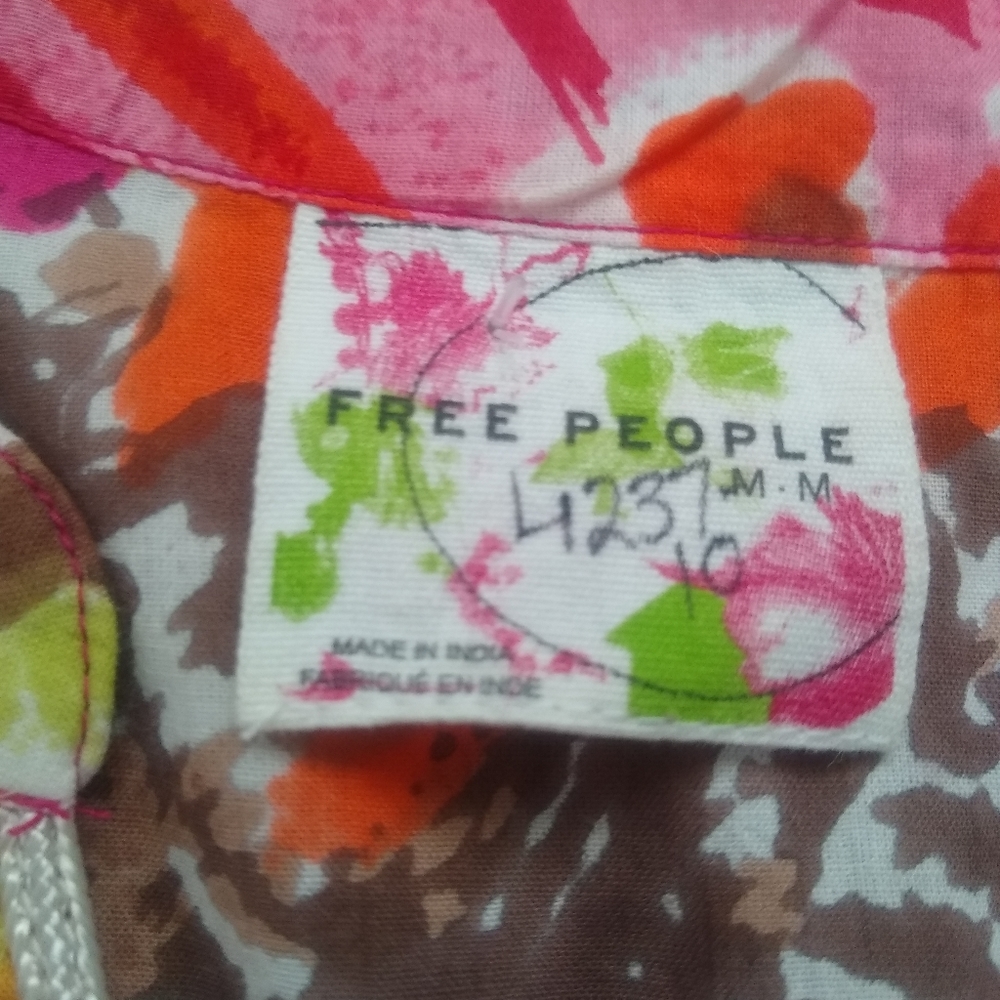 FREE PEOPLE
M · M
4237
10
MADE IN INDIA
FABRIQUÉ EN INDE